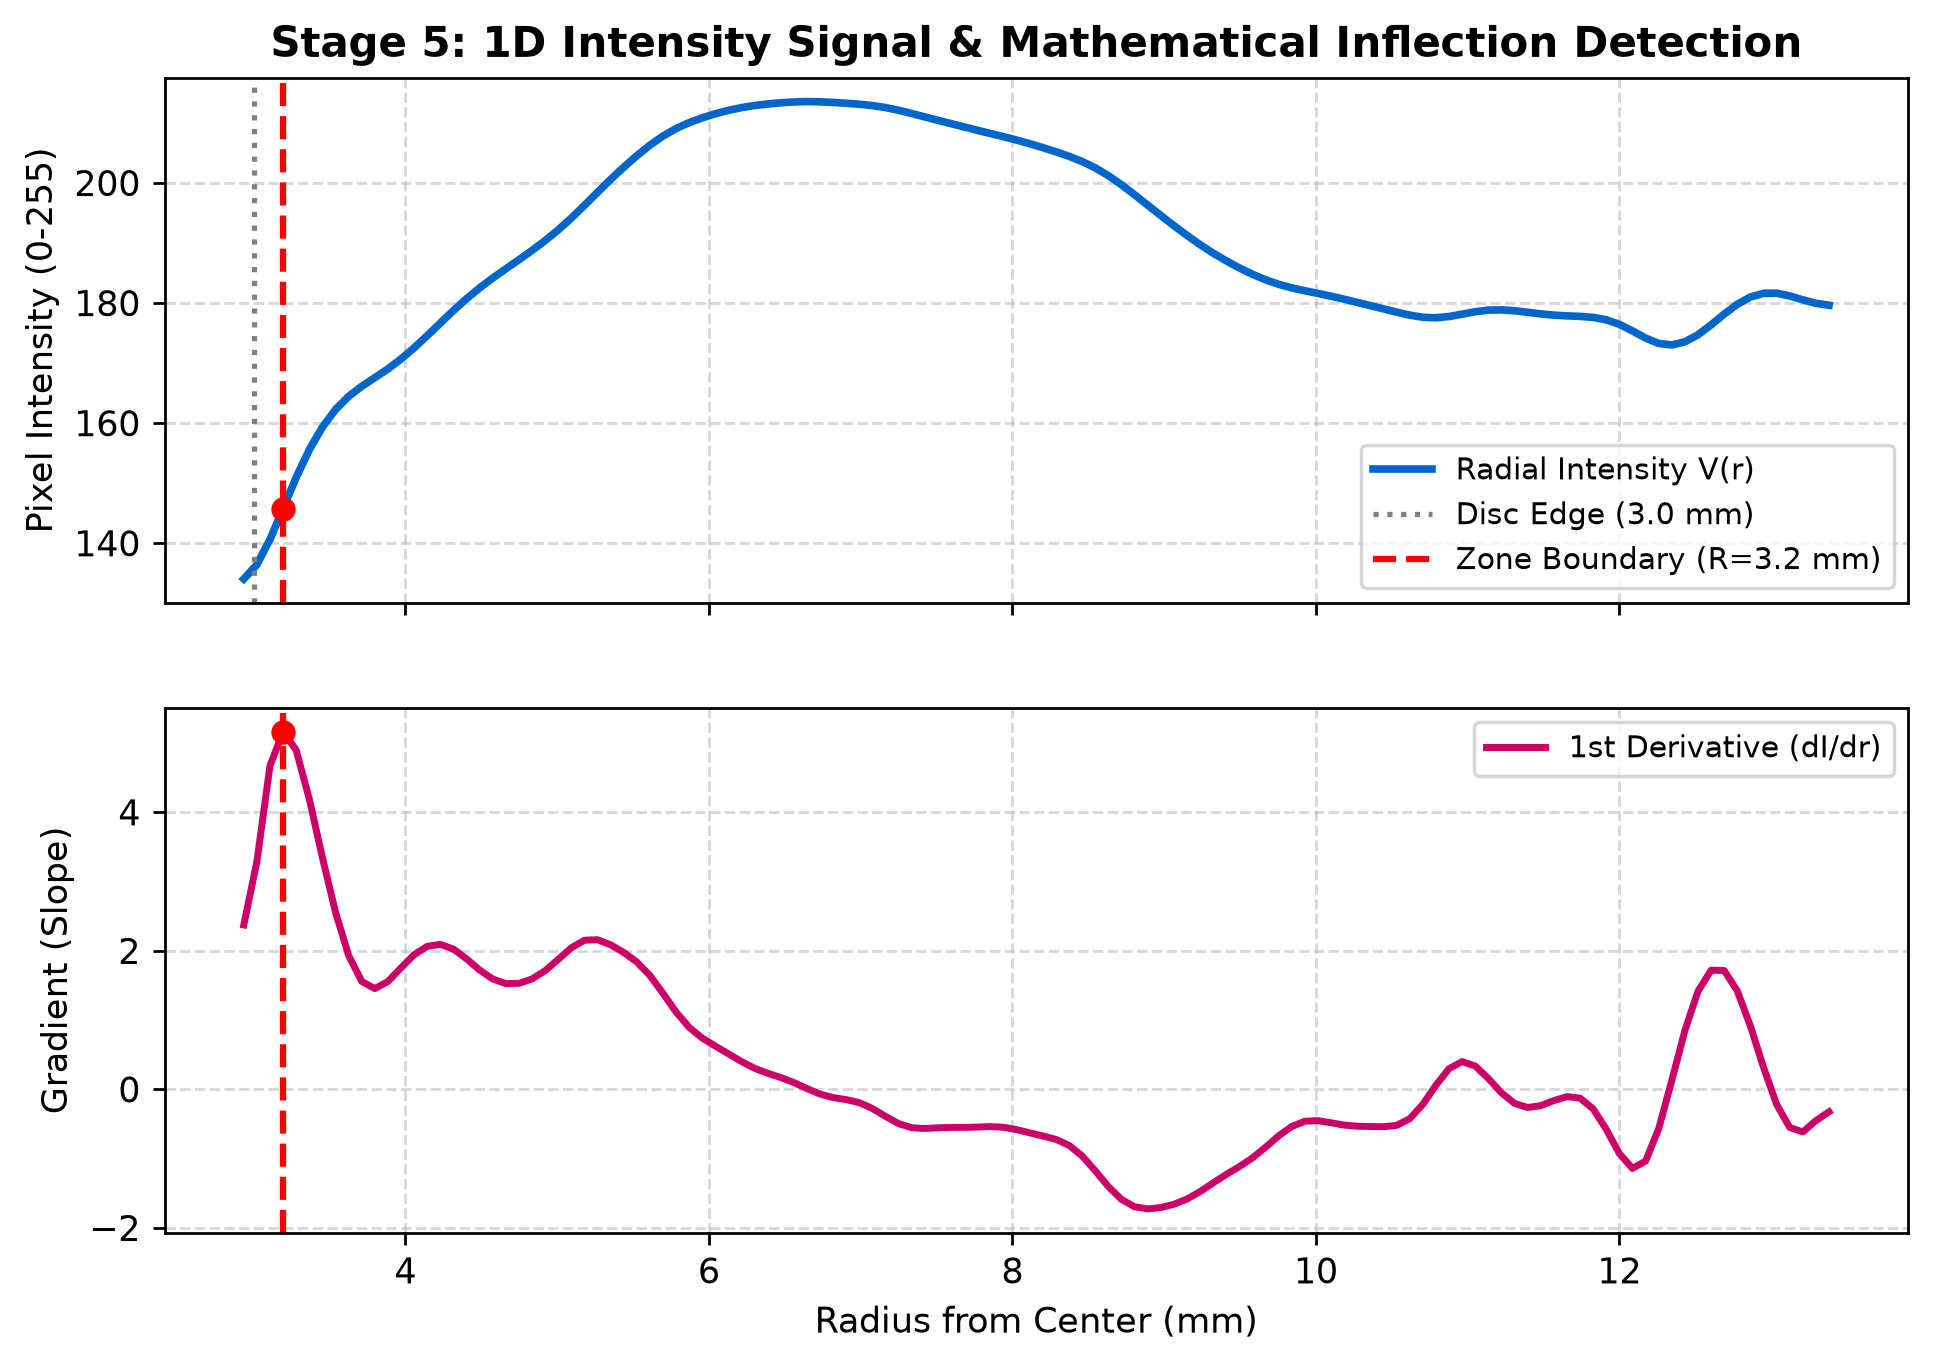 Stage 5: 1D Intensity Signal & Mathematical Inflection Detection
Pixel Intensity (0-255)
200
180
160
140
Radial Intensity V(r)
Disc Edge (3.0 mm)
Zone Boundary (R=3.2 mm)
Gradient (Slope)
4
2
0
−2
1st Derivative (dI/dr)
4 6 8 10 12
Radius from Center (mm)